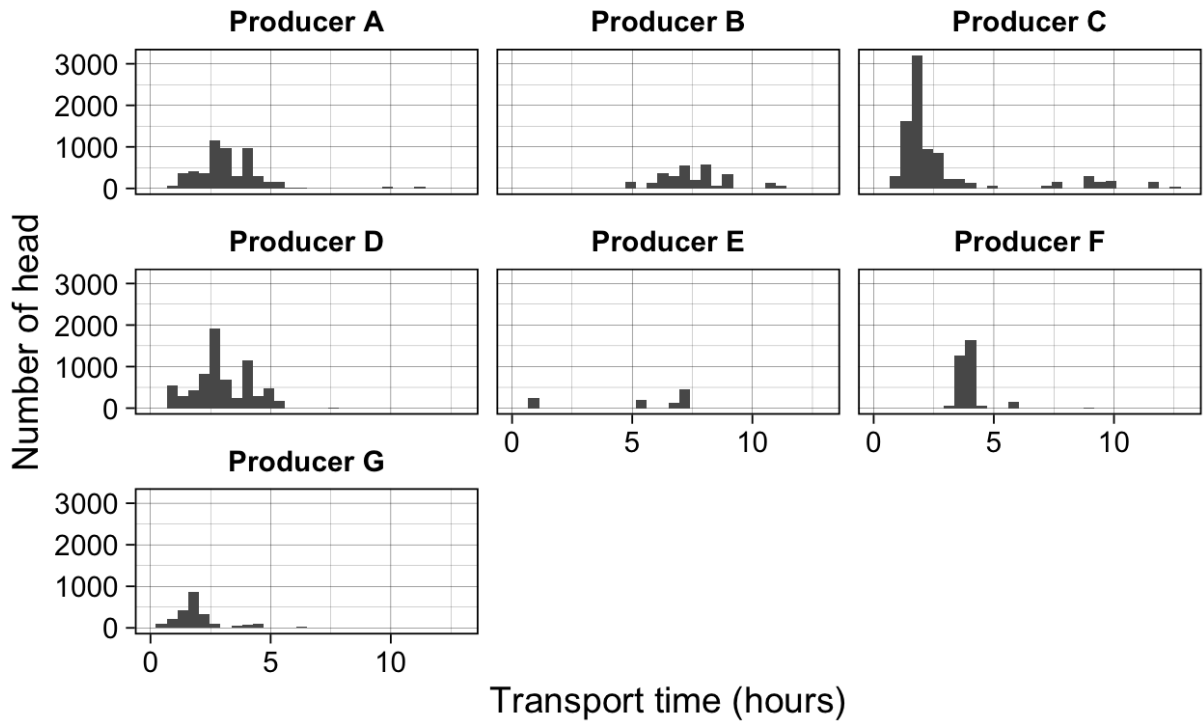 Producer A
Producer B
Producer C
3000
2000
1000
0
Producer D
Producer E
Producer F
3000
2000
1000
0
0 5 10
0 5 10
Producer G
3000
2000
1000
0
0 5 10
Number of head
Transport time (hours)